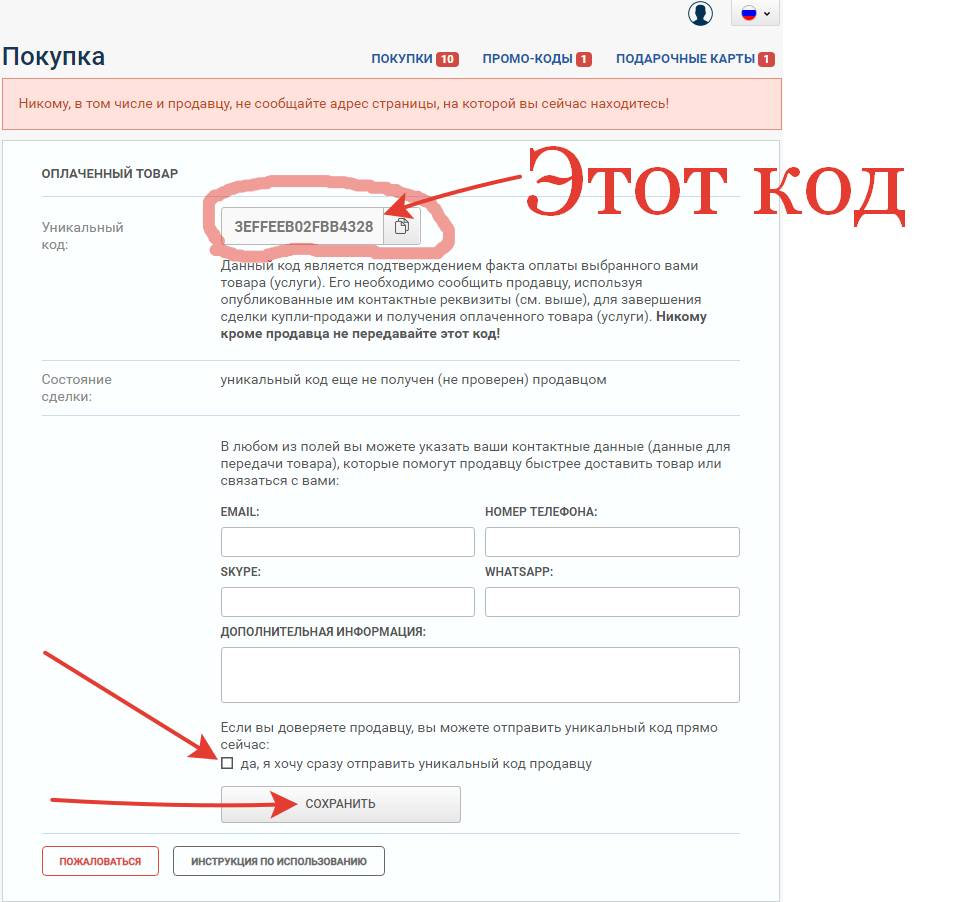 Покупка
ПОКУПКИ 10 ПРОМО-КОДЫ 1 ПОДАРОЧНЫЕ КАРТЫ 1
Никому, в том числе и продавцу, не сообщайте адрес страницы, на которой вы сейчас находитесь!
Этот код
ОПЛАЧЕННЫЙ ТОВАР
Уникальный
код:
3EFFEEB02FBB4328
Данный код является подтверждением факта оплаты выбранного вами
товара (услуги). Его необходимо сообщить продавцу, используя
опубликованные им контактные реквизиты (см. выше), для завершения
сделки купли-продажи и получения оплаченного товара (услуги). Никому
кроме продавца не передавайте этот код!
Состояние
сделки:
уникальный код еще не получен (не проверен) продавцом
В любом из полей вы можете указать ваши контактные данные (данные для
передачи товара), которые помогут продавцу быстрее доставить товар или
связаться с вами:
EMAIL: НОМЕР ТЕЛЕФОНА:
SKYPE: WHATSAPP:
ДОПОЛНИТЕЛЬНАЯ ИНФОРМАЦИЯ:
Если вы доверяете продавцу, вы можете отправить уникальный код прямо
сейчас:
да, я хочу сразу отправить уникальный код продавцу
СОХРАНИТЬ
ПОЖАЛОВАТЬСЯ ИНСТРУКЦИЯ ПО ИСПОЛЬЗОВАНИЮ